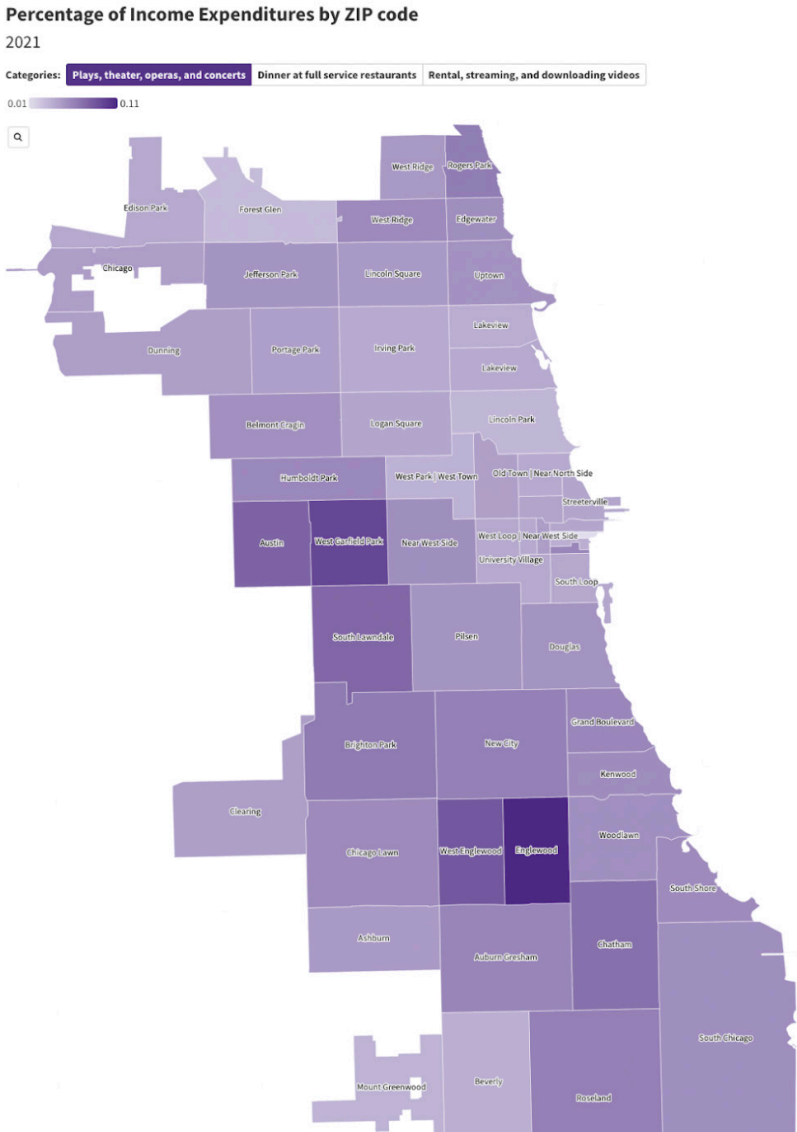 Percentage of Income Expenditures by ZIP code
2021
Categories: Plays, theater, operas, and concerts Dinner at full service restaurants Rental, streaming, and downloading videos
0.01 0.11
West Ridge Rogers Park
Edison Park Forest Glen
West Ridge Edgewater
Chicago Jefferson Park Lincoln Square Uptown
Lakeview
Dunning Portage Park Irving Park
Lakeview
Belmont Cragin Logan Square Lincoln Park
Humboldt Park West Park | West Town Old Town | Near North Side
Streeterville
Austin West Garfield Park Near West Side West Loop | Near West Side
University Village
South Loop
South Lawndale Pilsen Douglas
Grand Boulevard
Brighton Park New City
Kenwood
Clearing Woodlawn
Chicago Lawn West Englewood Englewood
South Shore
Ashburn Chatham
Auburn Gresham
South Chicago
Mount Greenwood Beverly
Roseland